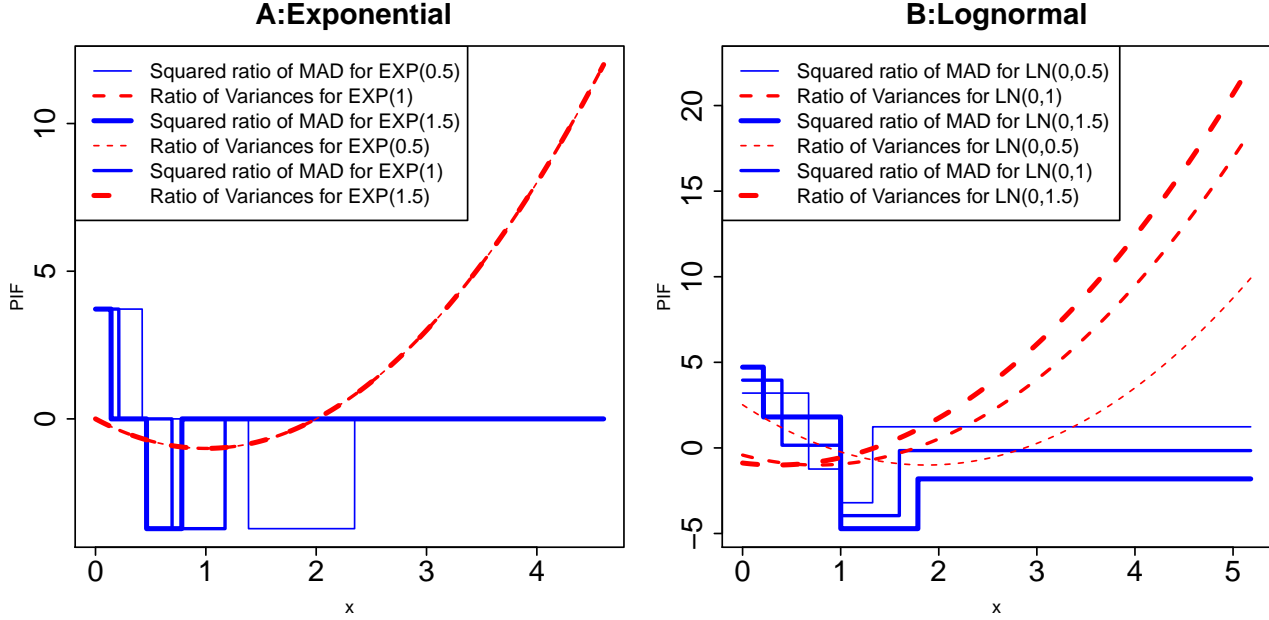 A:Exponential
Squared ratio of MAD for EXP(0.5)
Ratio of Variances for EXP(1)
Squared ratio of MAD for EXP(1.5)
Ratio of Variances for EXP(0.5)
Squared ratio of MAD for EXP(1)
Ratio of Variances for EXP(1.5)
10
5
0
PIF
0 1 2 3 4
x
B:Lognormal
Squared ratio of MAD for LN(0,0.5)
Ratio of Variances for LN(0,1)
Squared ratio of MAD for LN(0,1.5)
Ratio of Variances for LN(0,0.5)
Squared ratio of MAD for LN(0,1)
Ratio of Variances for LN(0,1.5)
20
15
10
5
0
−5
PIF
0 1 2 3 4 5
x